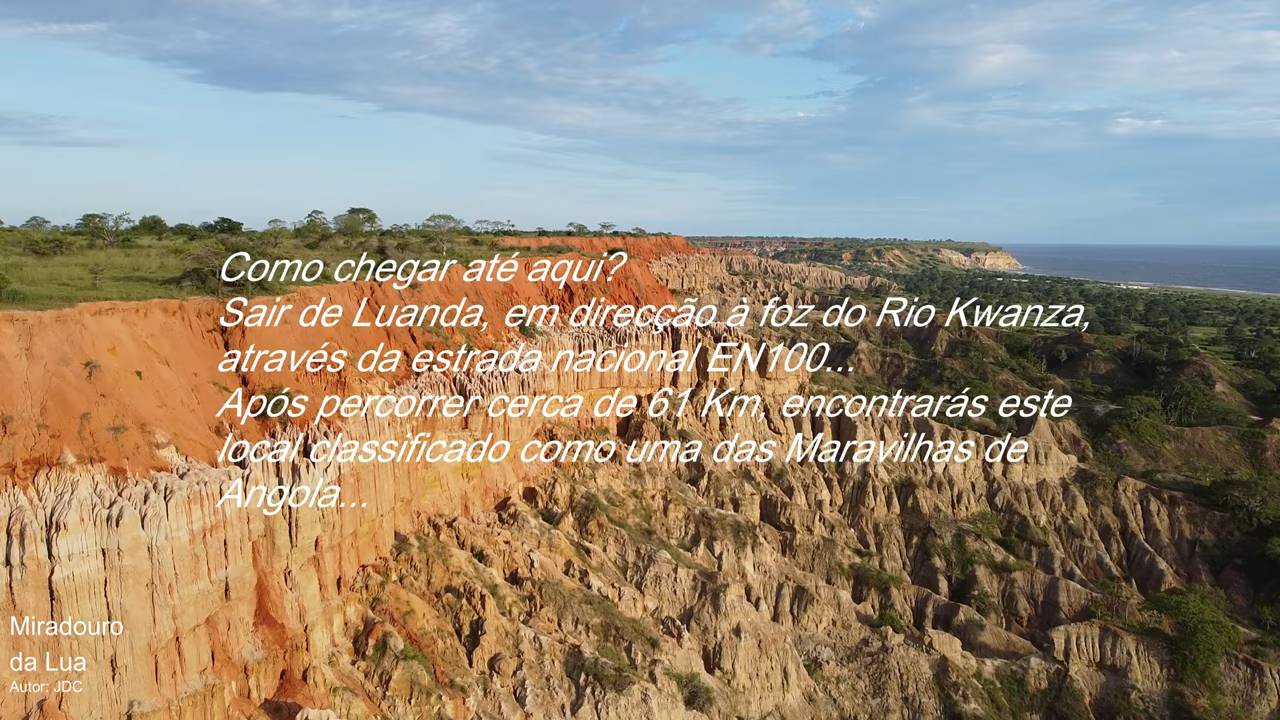 Como chegar até aqui?
Sair de Luanda, em direcção à foz do Rio Kwanza,
através da estrada nacional EN100...
Após percorrer cerca de 61 Km, encontrarás este
local classificado como uma das Maravilhas de
Angola...
Miradouro
da Lua
Autor: JDC